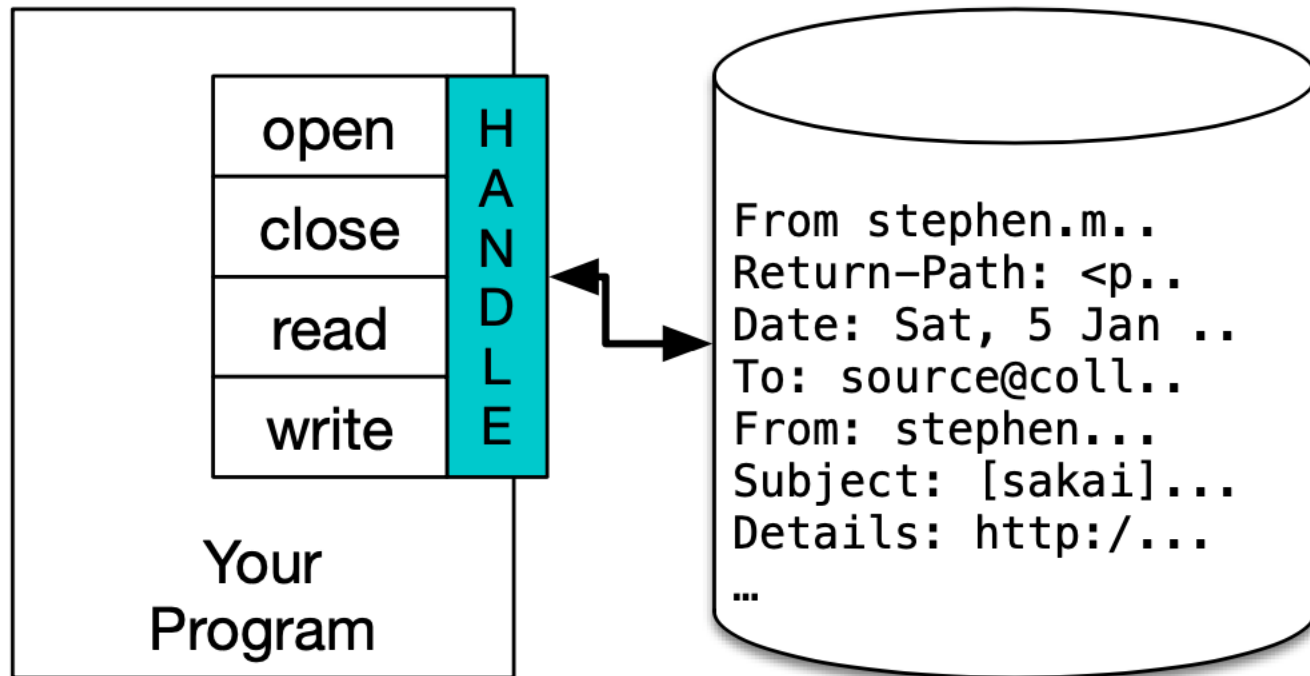 open
close
read
write
HANDLE
Your
Program
From stephen.m..
Return-Path: <p..
Date: Sat, 5 Jan ..
To: source@coll..
From: stephen...
Subject: [sakai]...
Details: http:/...
…